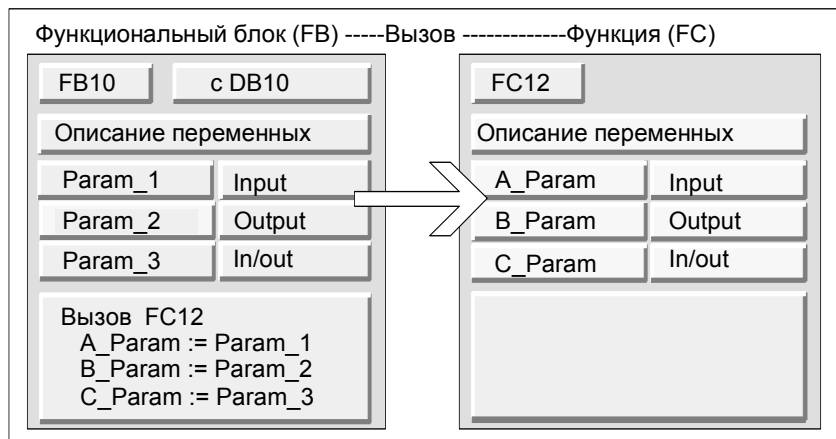 Функциональный блок (FB) -----Вызов -------------Функция (FC)
FB10
с DB10
Описание переменных
Param_1
Input
Param_2
Output
Param_3
In/out
Вызов FC12
A_Param := Param_1
B_Param := Param_2
C_Param := Param_3
FC12
Описание переменных
A_Param
Input
B_Param
Output
C_Param
In/out